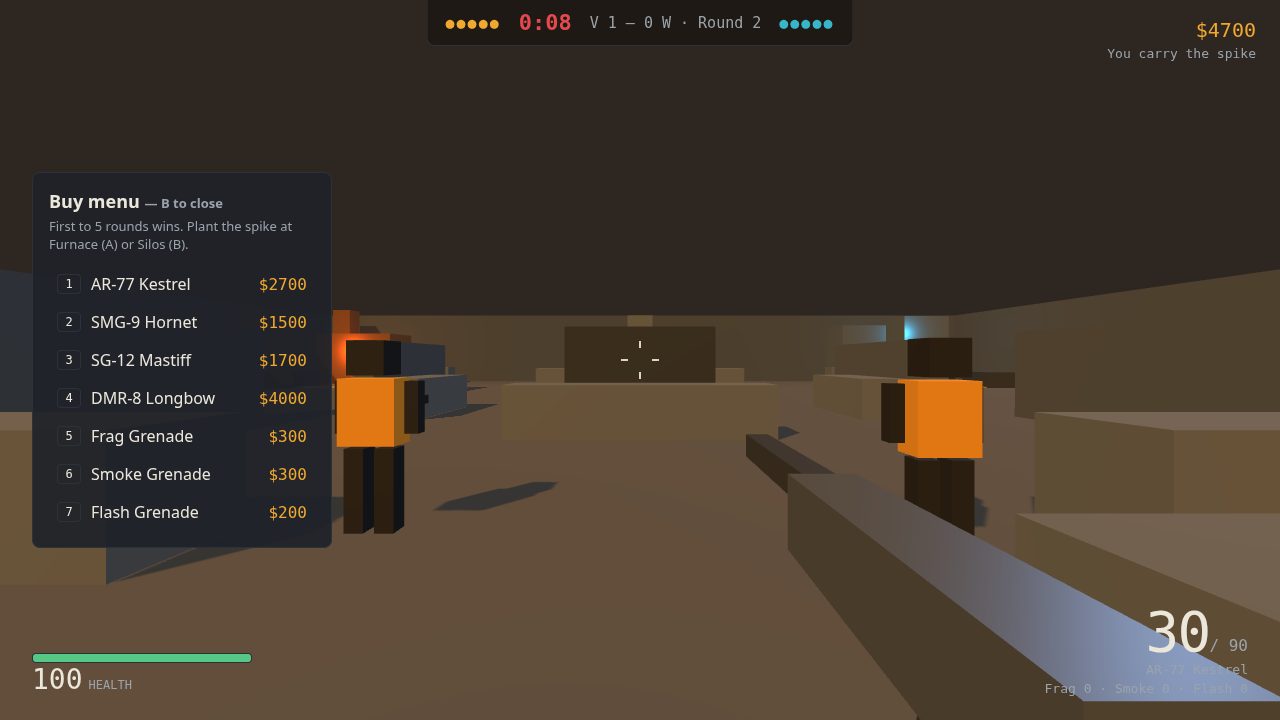 0:08 V 1 — 0 W · Round 2
$4700
You carry the spike
Buy menu — B to close
First to 5 rounds wins. Plant the spike at
Furnace (A) or Silos (B).
1 AR-77 Kestrel $2700
2 SMG-9 Hornet $1500
3 SG-12 Mastiff $1700
4 DMR-8 Longbow $4000
5 Frag Grenade $300
6 Smoke Grenade $300
7 Flash Grenade $200
100 HEALTH
30 / 90
AR-77 Kestrel
Frag 0 · Smoke 0 · Flash 0